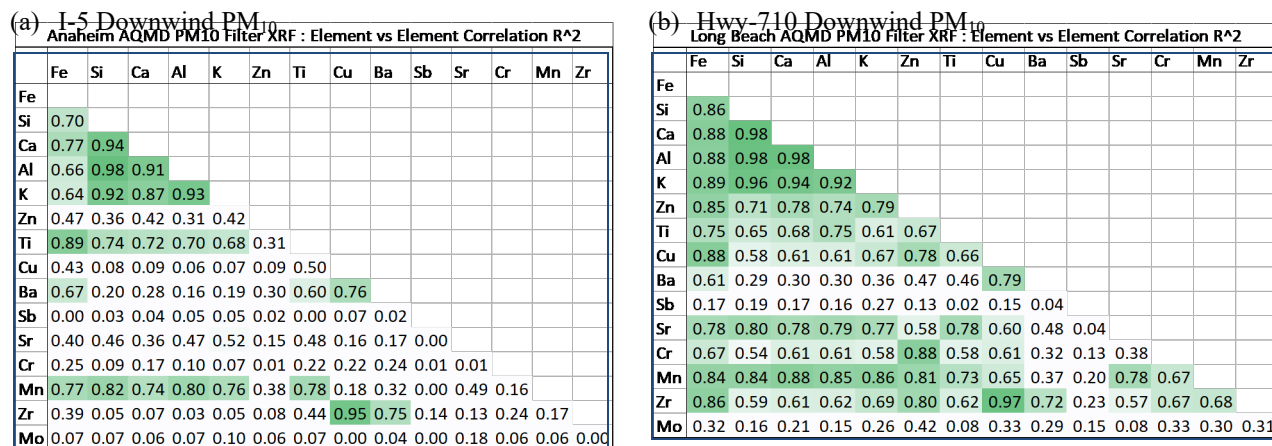 (a) I-5 Downwind PM10
Anaheim AQMD PM10 Filter XRF : Element vs Element Correlation R^2
Fe Si Ca Al K Zn Ti Cu Ba Sb Sr Cr Mn Zr
Fe
Si 0.70
Ca 0.77 0.94
Al 0.66 0.98 0.91
K 0.64 0.92 0.87 0.93
Zn 0.47 0.36 0.42 0.31 0.42
Ti 0.89 0.74 0.72 0.70 0.68 0.31
Cu 0.43 0.08 0.09 0.06 0.07 0.09 0.50
Ba 0.67 0.20 0.28 0.16 0.19 0.30 0.60 0.76
Sb 0.00 0.03 0.04 0.05 0.05 0.02 0.00 0.07 0.02
Sr 0.40 0.46 0.36 0.47 0.52 0.15 0.48 0.16 0.17 0.00
Cr 0.25 0.09 0.17 0.10 0.07 0.01 0.22 0.22 0.24 0.01 0.01
Mn 0.77 0.82 0.74 0.80 0.76 0.38 0.78 0.18 0.32 0.00 0.49 0.16
Zr 0.39 0.05 0.07 0.03 0.05 0.08 0.44 0.95 0.75 0.14 0.13 0.24 0.17
Mo 0.07 0.07 0.06 0.07 0.10 0.06 0.07 0.00 0.04 0.00 0.18 0.06 0.06 0.00
(b) Hwy-710 Downwind PM10
Long Beach AQMD PM10 Filter XRF : Element vs Element Correlation R^2
Fe Si Ca Al K Zn Ti Cu Ba Sb Sr Cr Mn Zr
Fe
Si 0.86
Ca 0.88 0.98
Al 0.88 0.98 0.98
K 0.89 0.96 0.94 0.92
Zn 0.85 0.71 0.78 0.74 0.79
Ti 0.75 0.65 0.68 0.75 0.61 0.67
Cu 0.88 0.58 0.61 0.61 0.67 0.78 0.66
Ba 0.61 0.29 0.30 0.30 0.36 0.47 0.46 0.79
Sb 0.17 0.19 0.17 0.16 0.27 0.13 0.02 0.15 0.04
Sr 0.78 0.80 0.78 0.79 0.77 0.58 0.78 0.60 0.48 0.04
Cr 0.67 0.54 0.61 0.61 0.58 0.88 0.58 0.61 0.32 0.13 0.38
Mn 0.84 0.84 0.88 0.85 0.86 0.81 0.73 0.65 0.37 0.20 0.78 0.67
Zr 0.86 0.59 0.61 0.62 0.69 0.80 0.62 0.97 0.72 0.23 0.57 0.67 0.68
Mo 0.32 0.16 0.21 0.15 0.26 0.42 0.08 0.33 0.29 0.15 0.08 0.33 0.30 0.31